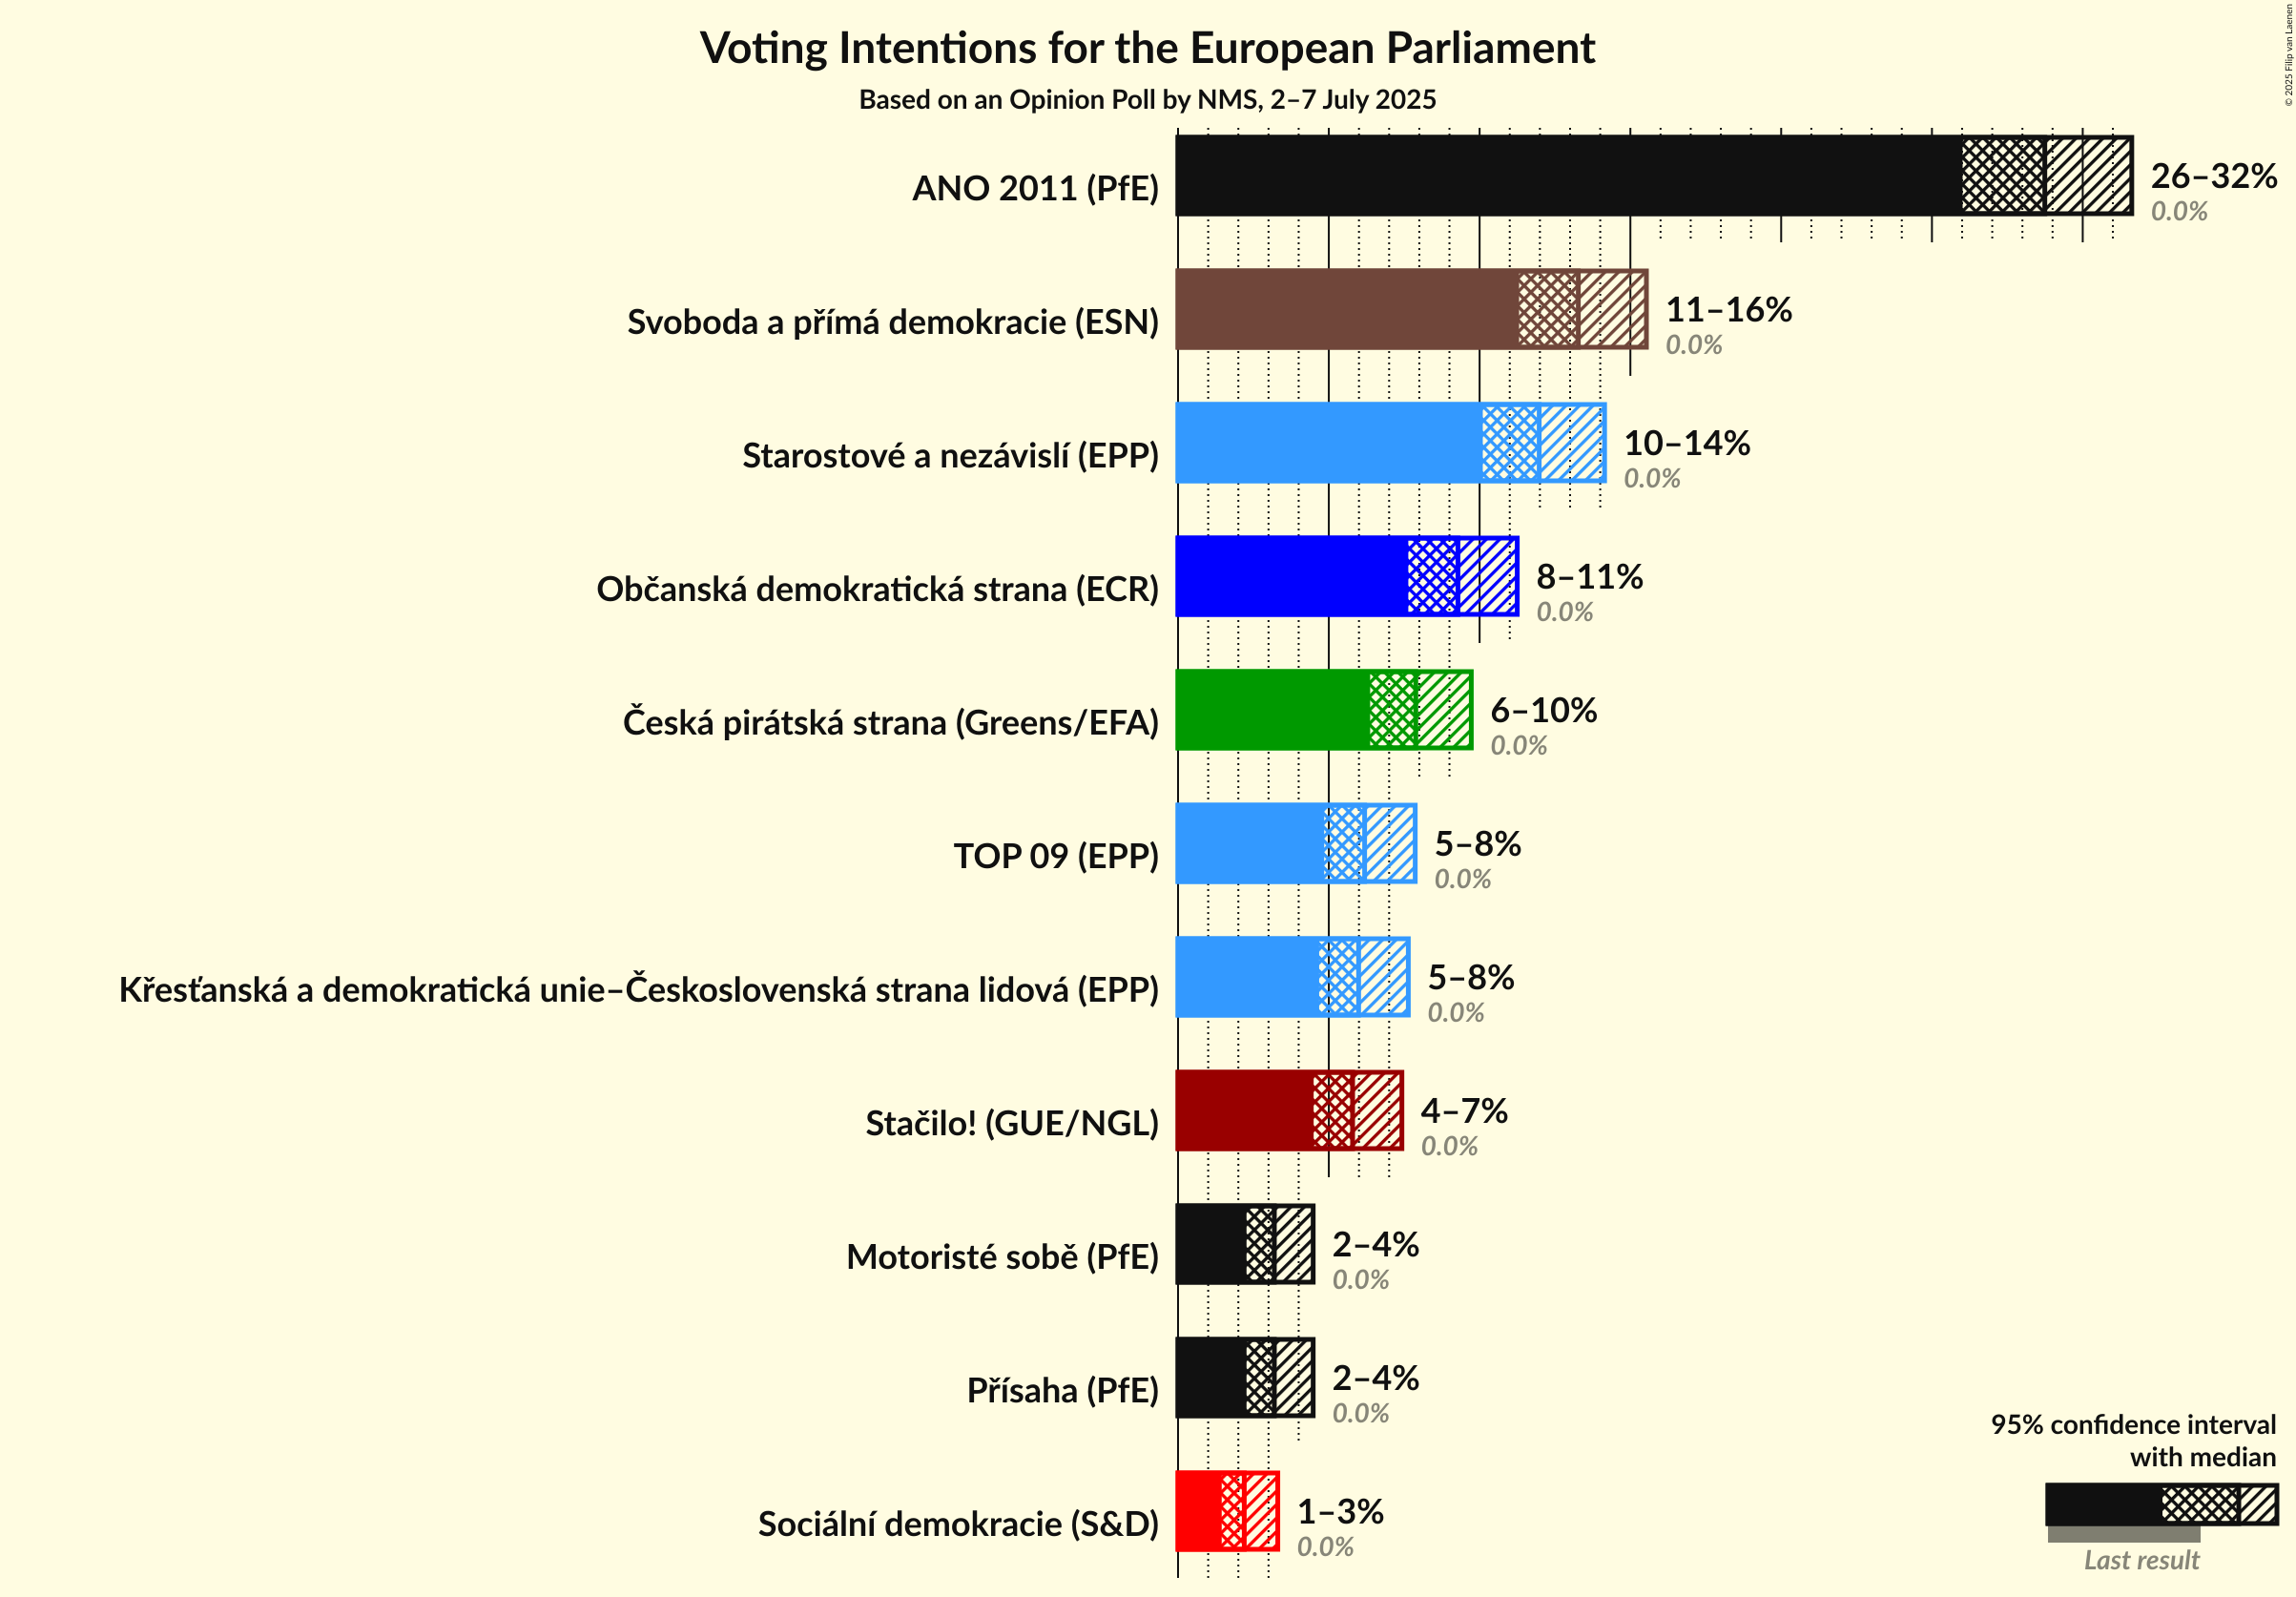 Voting Intentions for the European Parliament
Based on an Opinion Poll by NMS, 2–7 July 2025
© 2025 Filip van Laenen
ANO 2011 (PfE)
26–32%
0.0%
Svoboda a přímá demokracie (ESN)
11–16%
0.0%
Starostové a nezávislí (EPP)
10–14%
0.0%
Občanská demokratická strana (ECR)
8–11%
0.0%
Česká pirátská strana (Greens/EFA)
6–10%
0.0%
TOP 09 (EPP)
5–8%
0.0%
Křesťanská a demokratická unie–Československá strana lidová (EPP)
5–8%
0.0%
Stačilo! (GUE/NGL)
4–7%
0.0%
Motoristé sobě (PfE)
2–4%
0.0%
Přísaha (PfE)
2–4%
0.0%
Sociální demokracie (S&D)
1–3%
0.0%
95% confidence interval
with median
Last result